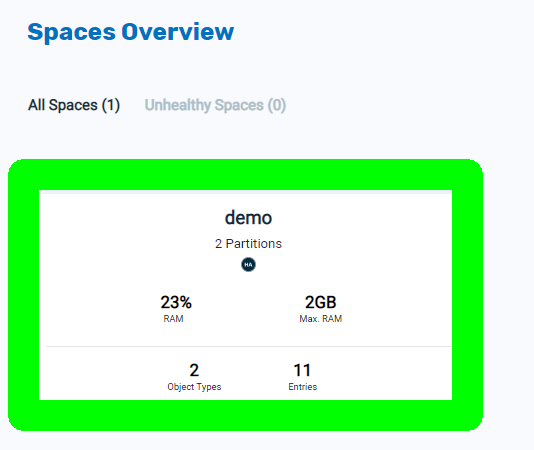 Spaces Overview
All Spaces (1) Unhealthy Spaces (0)
demo
2 Partitions
HA
23% 2GB
RAM Max. RAM
2 11
Object Types Entries